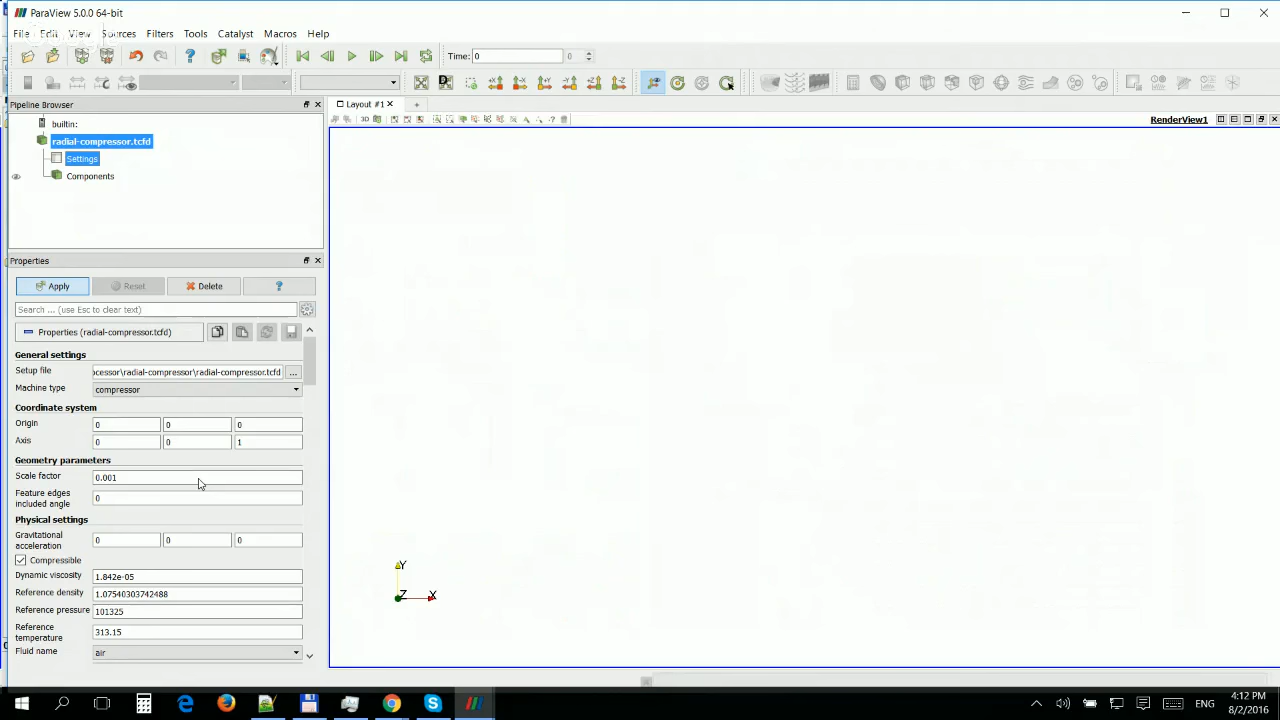 ParaView 5.0.0 64-bit
File Edit View Sources Filters Tools Catalyst Macros Help
Time: 0 0
Pipeline Browser
Layout #1
builtin:
RenderView1
radial-compressor.tcfd
Settings
Components
Properties
Apply Reset Delete ?
Search ... (use Esc to clear text)
Properties (radial-compressor.tcfd)
General settings
Setup file ocessor\radial-compressor\radial-compressor.tcfd ...
Machine type compressor
Coordinate system
Origin 0 0 0
Axis 0 0 1
Geometry parameters
Scale factor 0.001
Feature edges
included angle 0
Physical settings
Gravitational
acceleration 0 0 0
Compressible
Dynamic viscosity 1.842e-05
Reference density 1.07540303742488
Reference pressure 101325
Reference
temperature 313.15
Fluid name air
Y
Z X
ENG
4:12 PM
8/2/2016